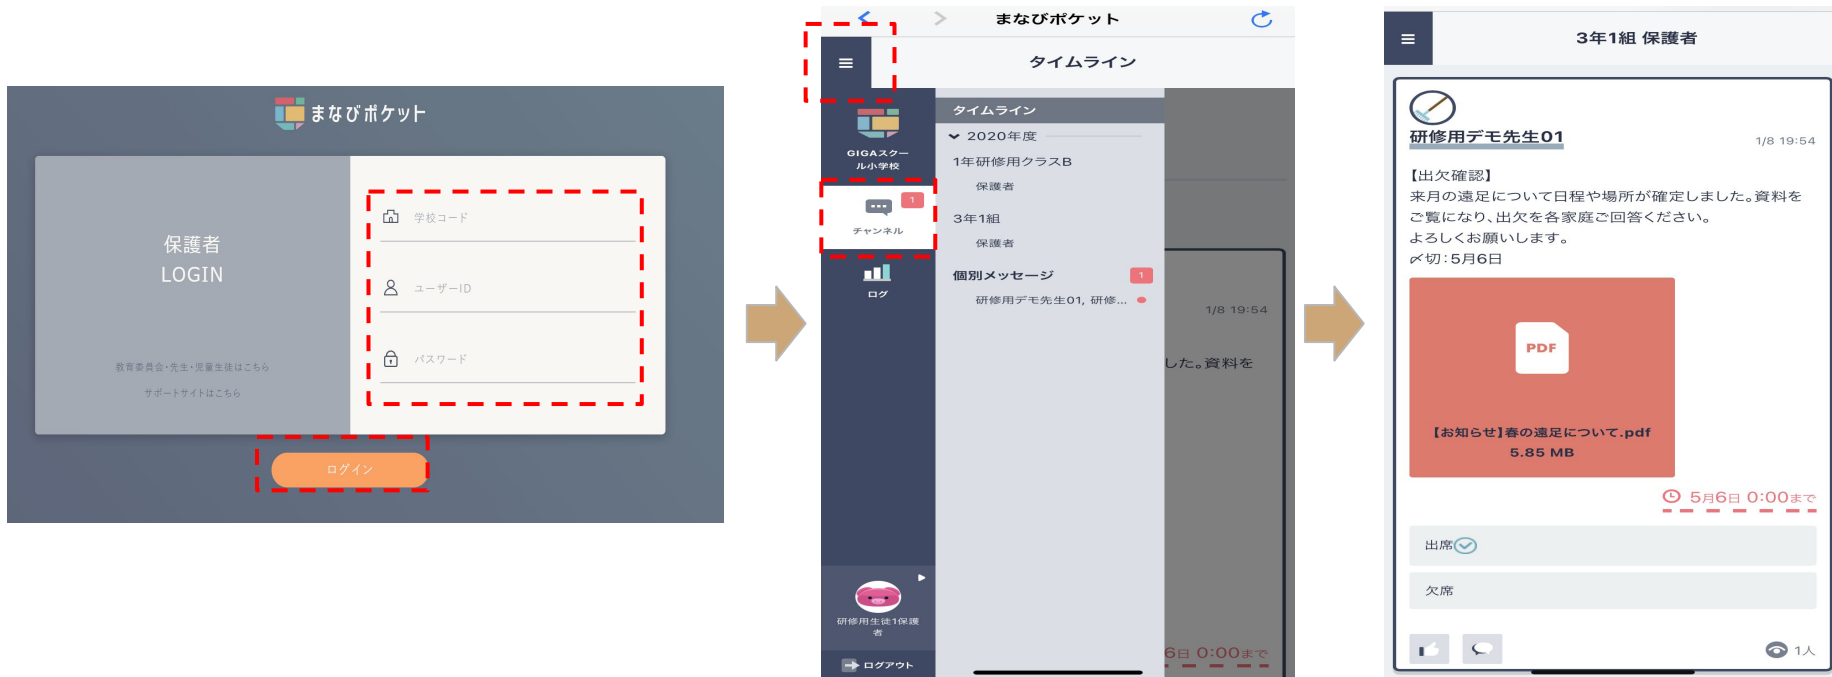 まなびポケット
保護者
LOGIN
学校コード
ユーザーID
パスワード
教育委員会・先生・児童生徒はこちら
サポートサイトはこちら
ログイン
まなびポケット
タイムライン
GIGAスクー
ル小学校
1
チャンネル
ログ
研修用生徒1保護
者
ログアウト
タイムライン
2020年度
1年研修用クラスB
保護者
3年1組
保護者
個別メッセージ
1
研修用デモ先生01, 研修...
1/8 19:54
した。資料を
6日 0:00まで
3年1組 保護者
研修用デモ先生01
1/8 19:54
【出欠確認】
来月の遠足について日程や場所が確定しました。資料を
ご覧になり、出欠を各家庭ご回答ください。
よろしくお願いします。
〆切：5月6日
PDF
【お知らせ】春の遠足について.pdf
5.85 MB
5月6日 0:00まで
出席
欠席
1人